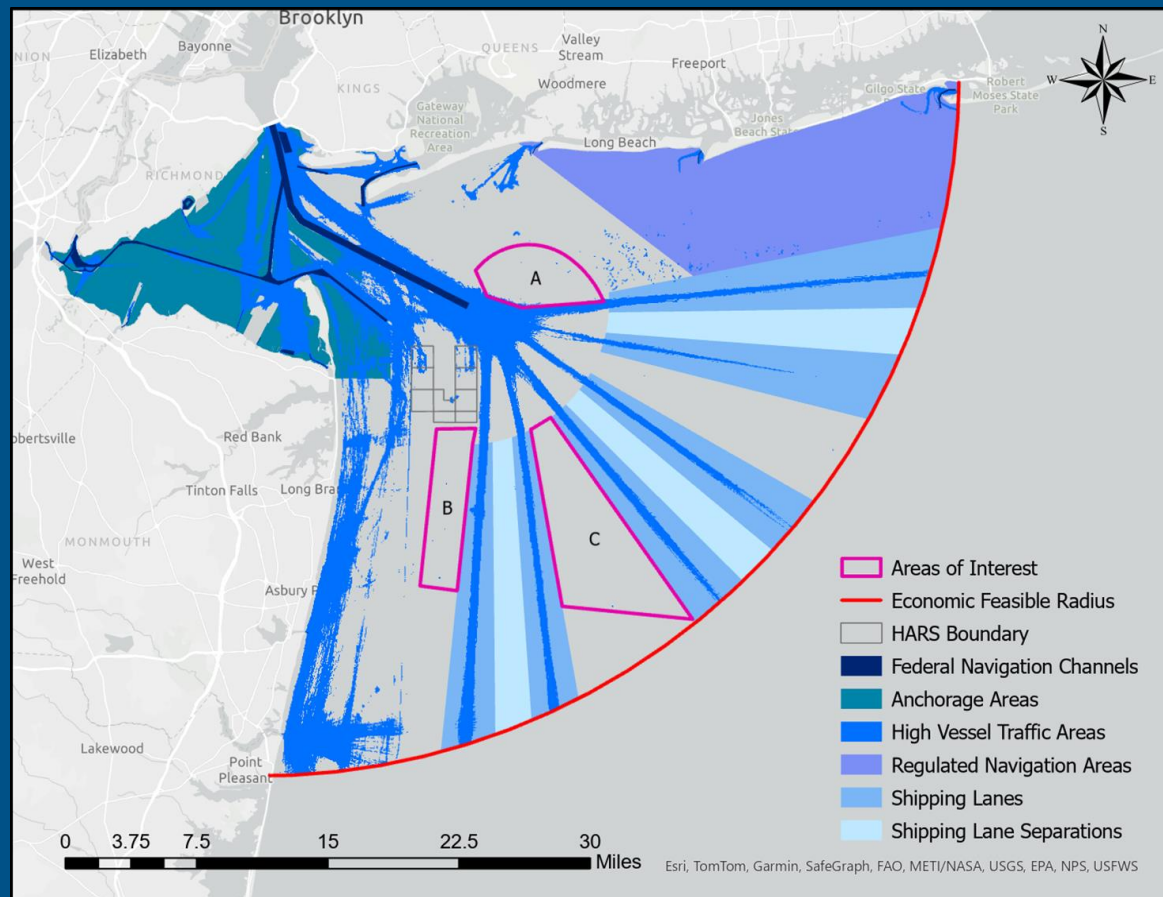 Brooklyn
NION
Elizabeth
Bayonne
QUEENS
Valley
Stream
Woodmere
Freeport
KINGS
Gateway
National
Recreation
Area
Long Beach
Jones
Beach Stat
Gilgo State
Robert
Moses State
Park
N
W
E
S
RICHMOND
A
obertsville
Red Bank
Tinton Falls
Long Bra
MONMOUTH
West
Freehold
Asbury P
B
C
Lakewood
Point
Pleasant
Areas of Interest
Economic Feasible Radius
HARS Boundary
Federal Navigation Channels
Anchorage Areas
High Vessel Traffic Areas
Regulated Navigation Areas
Shipping Lanes
Shipping Lane Separations
0 3.75 7.5 15 22.5 30
Miles
Esri, TomTom, Garmin, SafeGraph, FAO, METI/NASA, USGS, EPA, NPS, USFWS